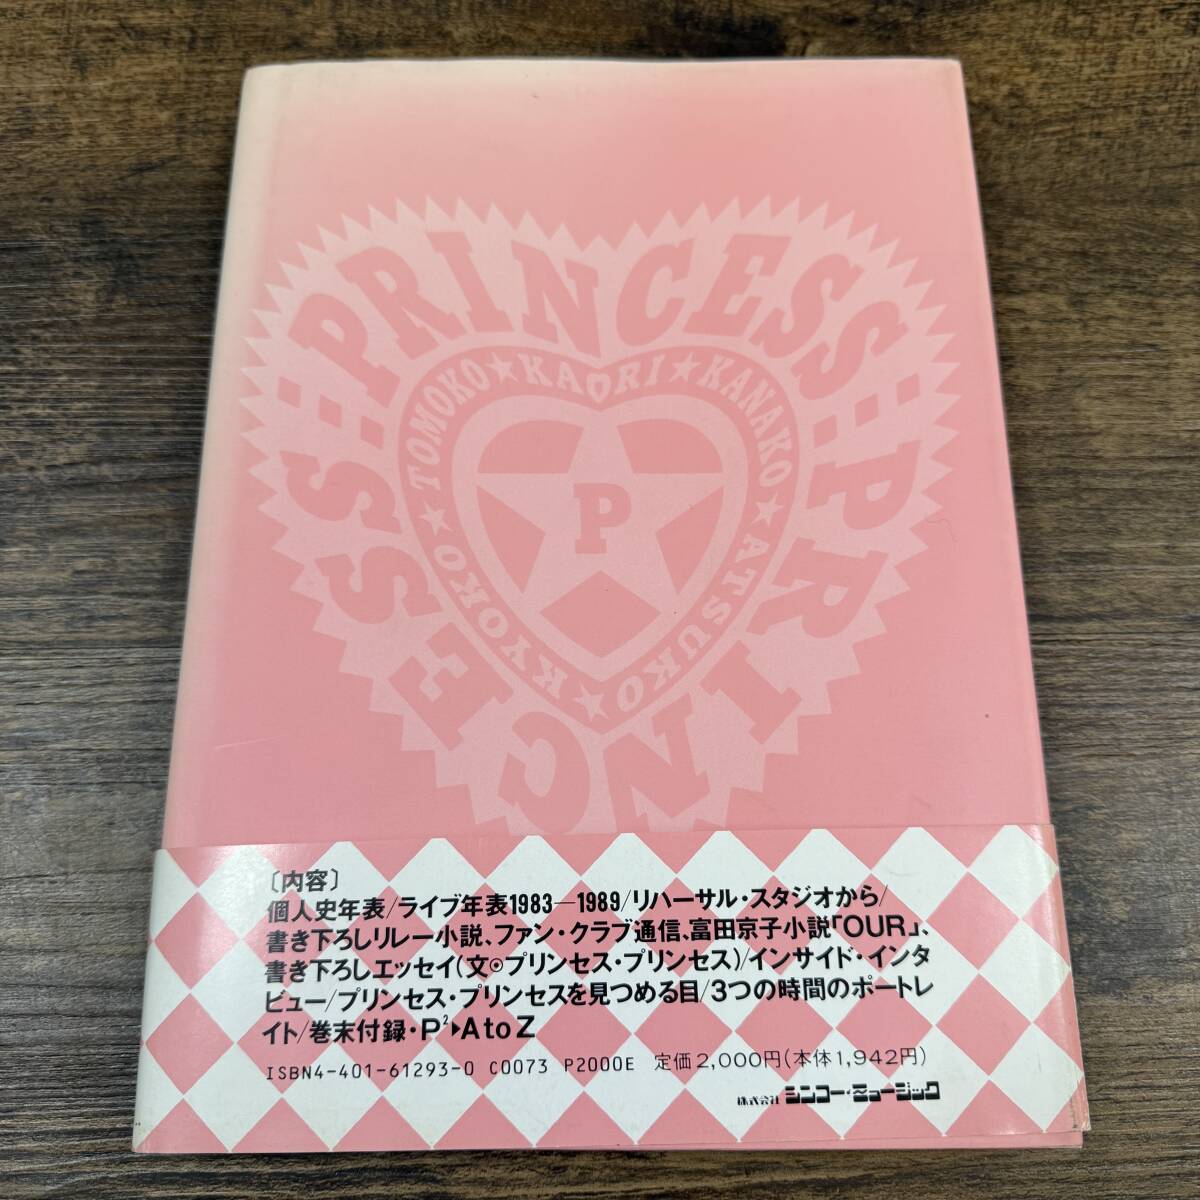 PRINCESS PRINCESS
TOMOKO★KAORI★KANAKO★ATSUKO★KYOKO★
P
〔内容〕
個人史年表/ライブ年表1983—1989/リハーサル・スタジオから/
書き下ろしリレー小説、ファン・クラブ通信、富田京子小説「OUR」、
書き下ろしエッセイ(文◉プリンセス・プリンセス)/インサイド・インタ
ビュー/プリンセス・プリンセスを見つめる目/3つの時間のポートレ
イト/巻末付録・P²▶A to Z
ISBN4-401-61293-0 C0073 P2000E 定価2,000円(本体1,942円)
株式会社 シンコー・ミュージック